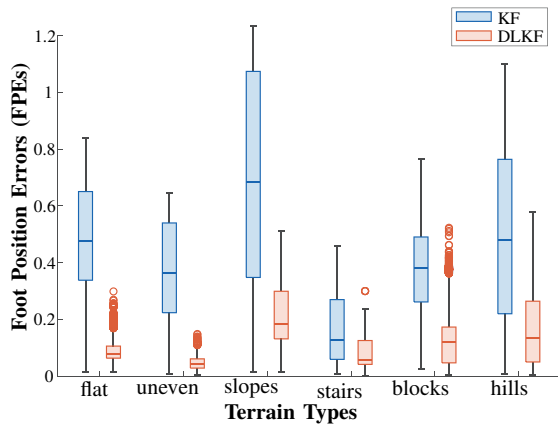 KF
DLKF
Foot Position Errors (FPEs)
1.2
1
0.8
0.6
0.4
0.2
0
flat uneven slopes stairs blocks hills
Terrain Types